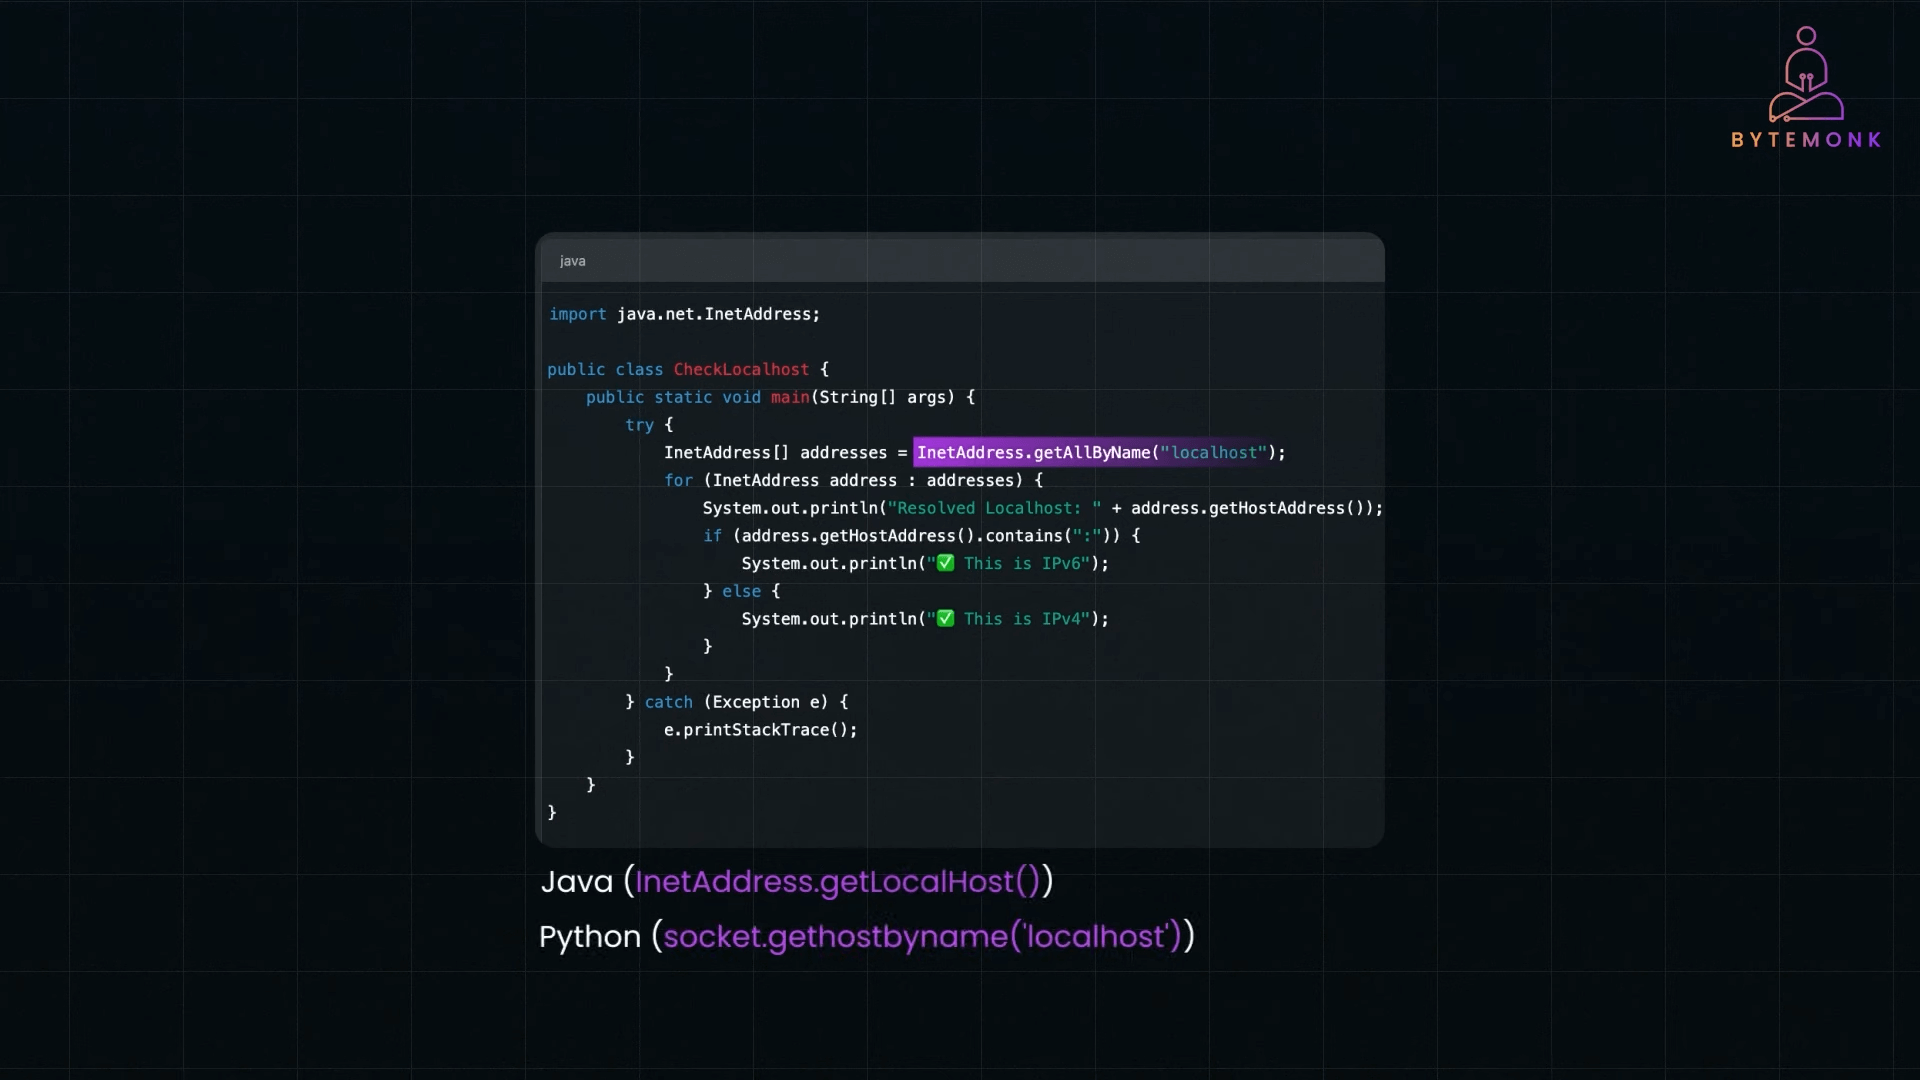 BYTEMONK
java
import java.net.InetAddress;
public class CheckLocalhost {
    public static void main(String[] args) {
        try {
            InetAddress[] addresses = InetAddress.getAllByName("localhost");
            for (InetAddress address : addresses) {
                System.out.println("Resolved Localhost: " + address.getHostAddress());
                if (address.getHostAddress().contains(":")) {
                    System.out.println("✅ This is IPv6");
                } else {
                    System.out.println("✅ This is IPv4");
                }
            }
        } catch (Exception e) {
            e.printStackTrace();
        }
    }
}
Java (InetAddress.getLocalHost())
Python (socket.gethostbyname('localhost'))